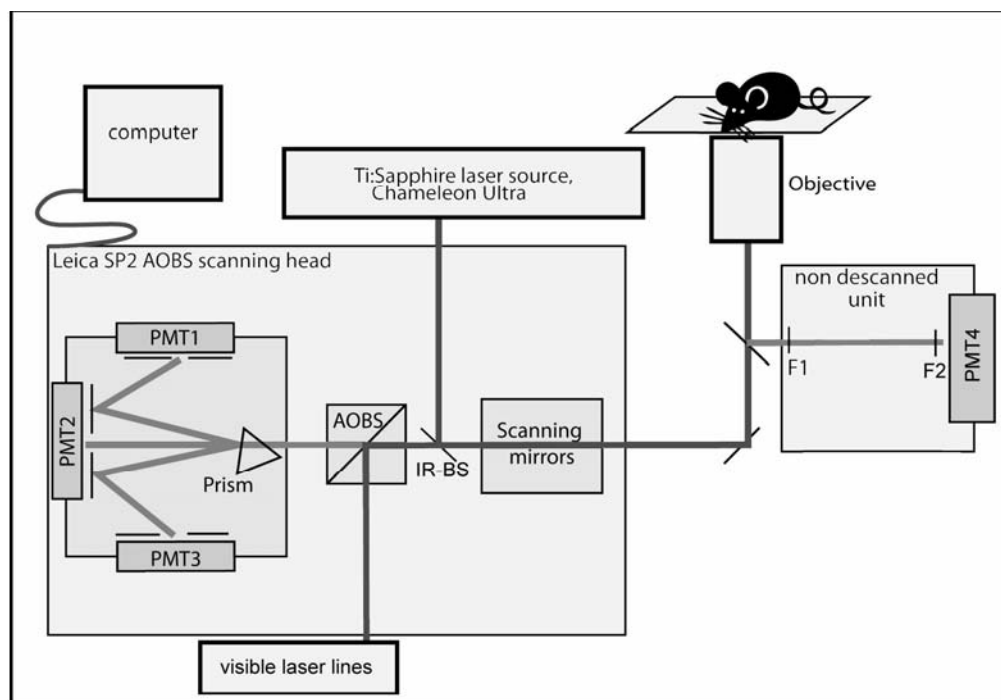 computer
Ti:Sapphire laser source,
Chameleon Ultra
Objective
Leica SP2 AOBS scanning head
non descanned
unit
PMT1
PMT2
PMT3
Prism
AOBS
IR-BS
Scanning
mirrors
F1
F2
PMT4
visible laser lines